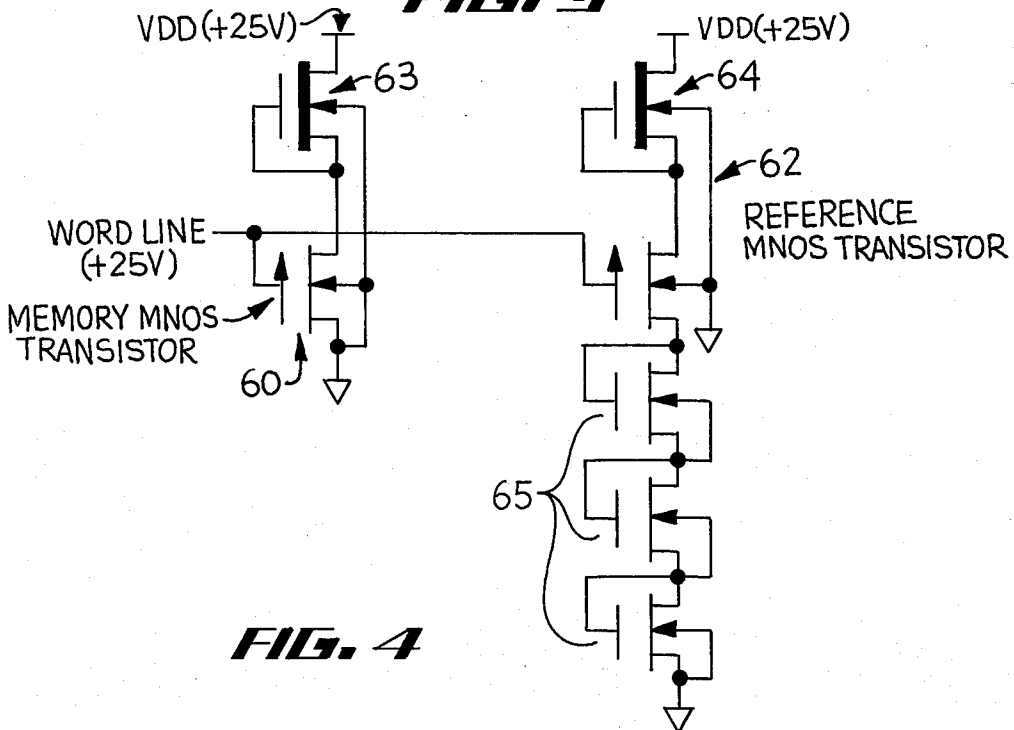 VDD(+25V)
VDD(+25V)
63
64
62
WORD LINE
(+25V)
REFERENCE
MNOS TRANSISTOR
MEMORY MNOS
TRANSISTOR
60
65
FIG. 4